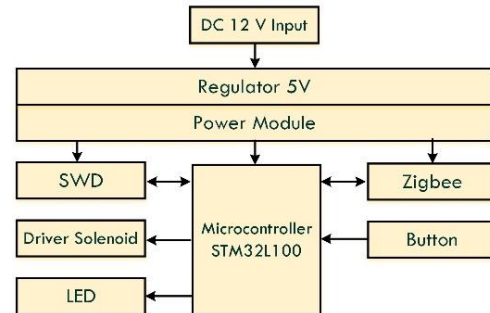 DC 12 V Input
Regulator 5V
Power Module
SWD
Zigbee
Microcontroller
STM32L100
Driver Solenoid
Button
LED